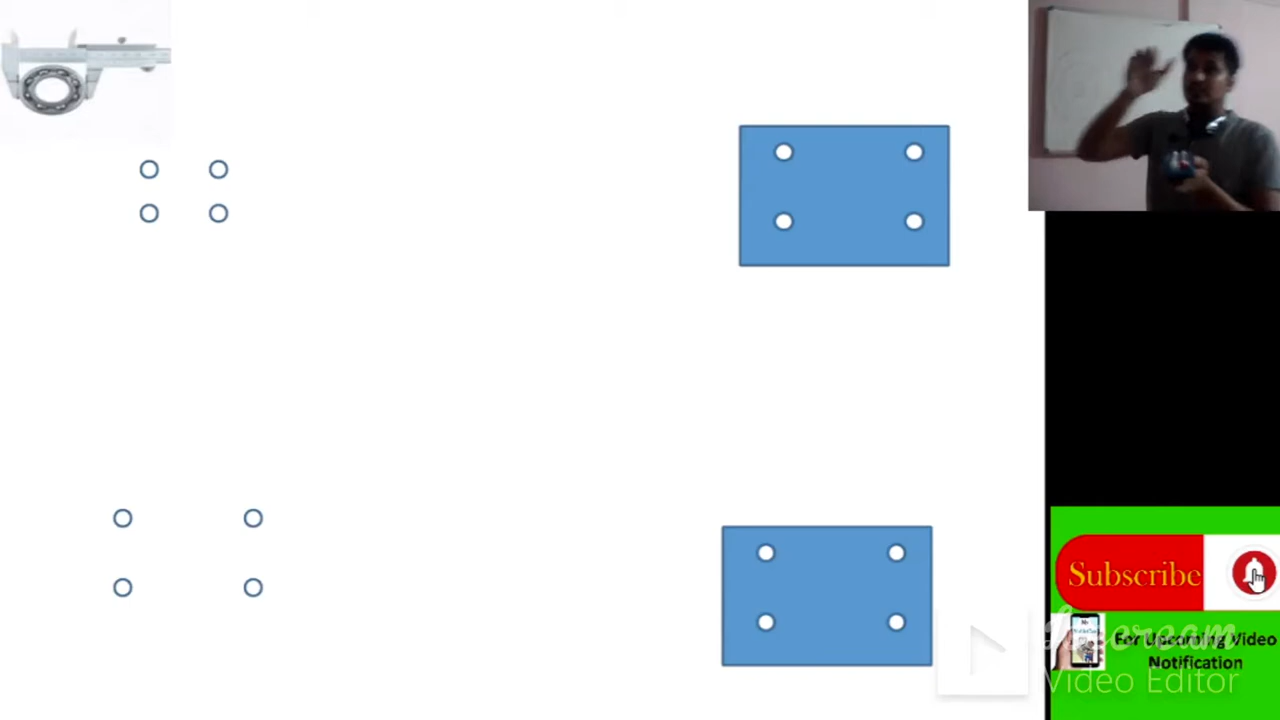 Subscribe
For Upcoming Video
Notification
Video Editor